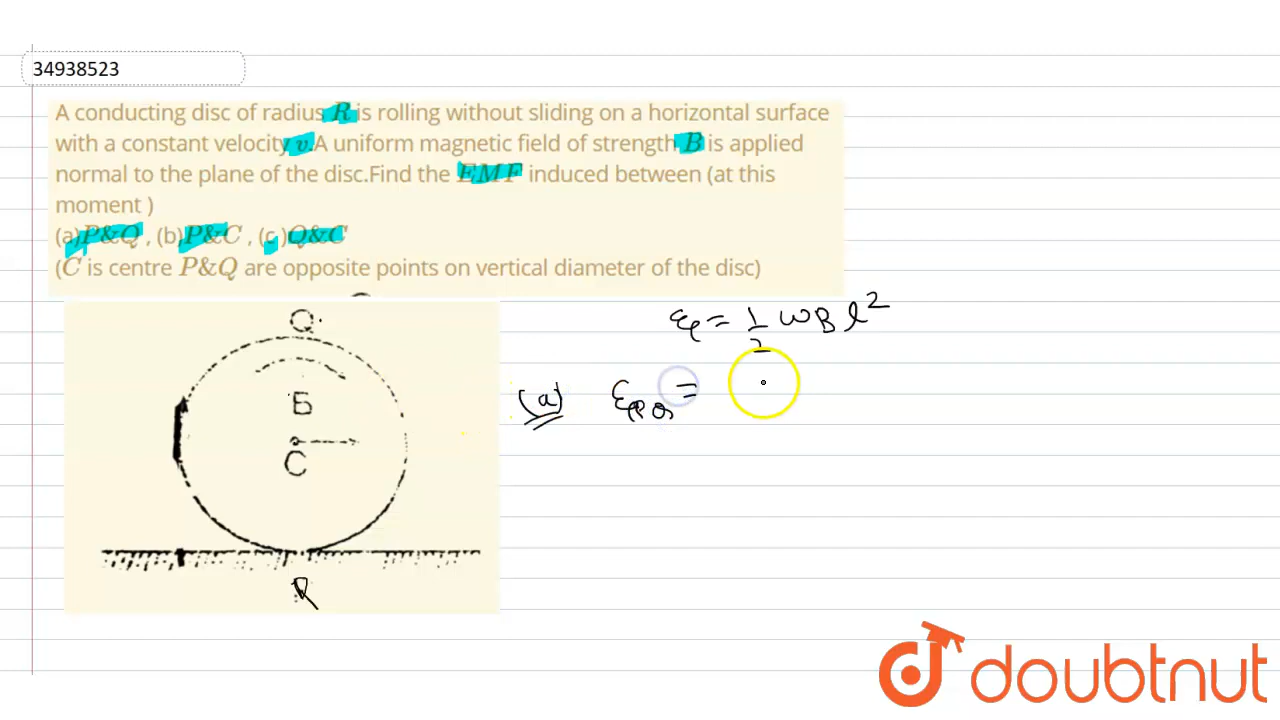 34938523
A conducting disc of radius R is rolling without sliding on a horizontal surface
with a constant velocity v.A uniform magnetic field of strength B is applied
normal to the plane of the disc.Find the EMF induced between (at this
moment )
(a)P&Q , (b)P&C , (c )Q&C
(C is centre P&Q are opposite points on vertical diameter of the disc)
Q
B
C
= 1/2 ωBl²
(a) ε_PQ =
doubtnut